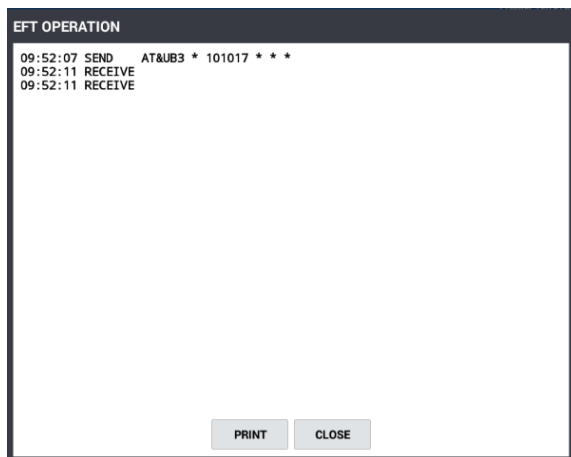 EFT OPERATION
09:52:07 SEND AT&UB3 * 101017 * * *
09:52:11 RECEIVE
09:52:11 RECEIVE
PRINT CLOSE